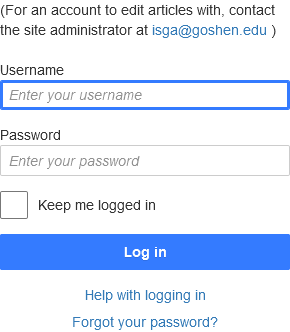 (For an account to edit articles with, contact
the site administrator at isga@goshen.edu )
Username
Enter your username
Password
Enter your password
Keep me logged in
Log in
Help with logging in
Forgot your password?